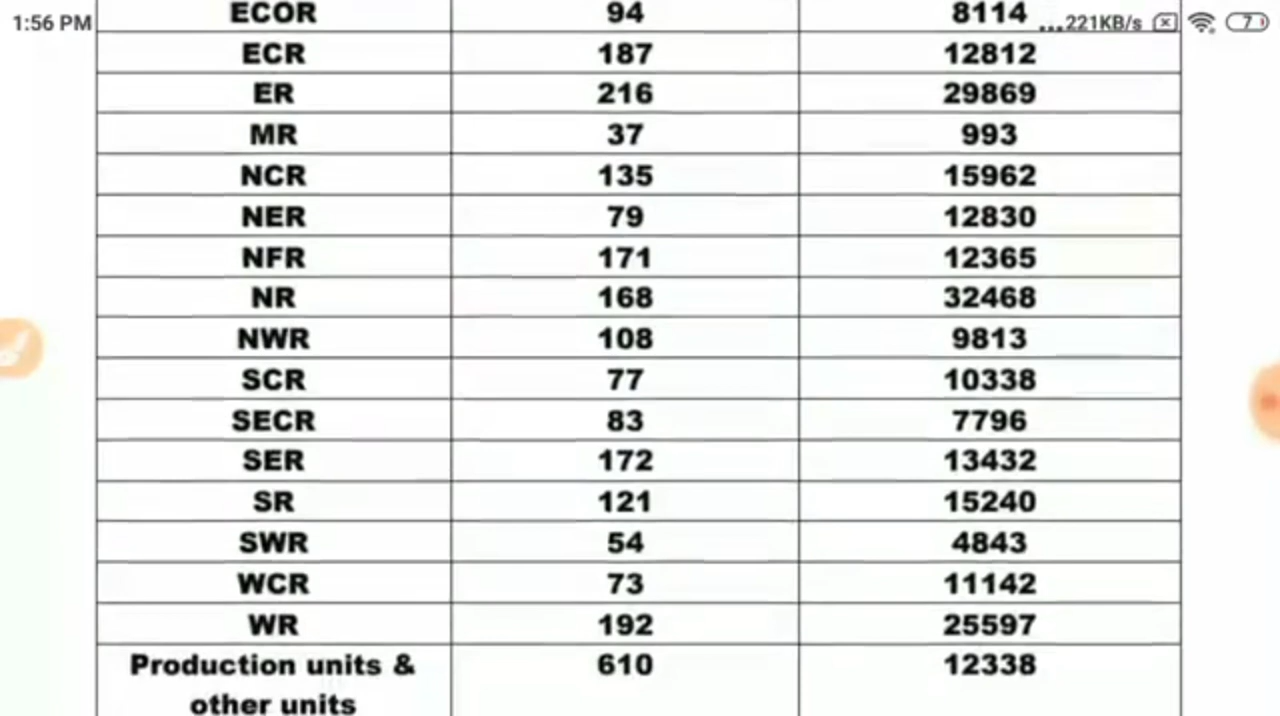 ECOR 94 8114
1:56 PM ...221KB/s 7
ECR 187 12812
ER 216 29869
MR 37 993
NCR 135 15962
NER 79 12830
NFR 171 12365
NR 168 32468
NWR 108 9813
SCR 77 10338
SECR 83 7796
SER 172 13432
SR 121 15240
SWR 54 4843
WCR 73 11142
WR 192 25597
Production units & 610 12338
other units